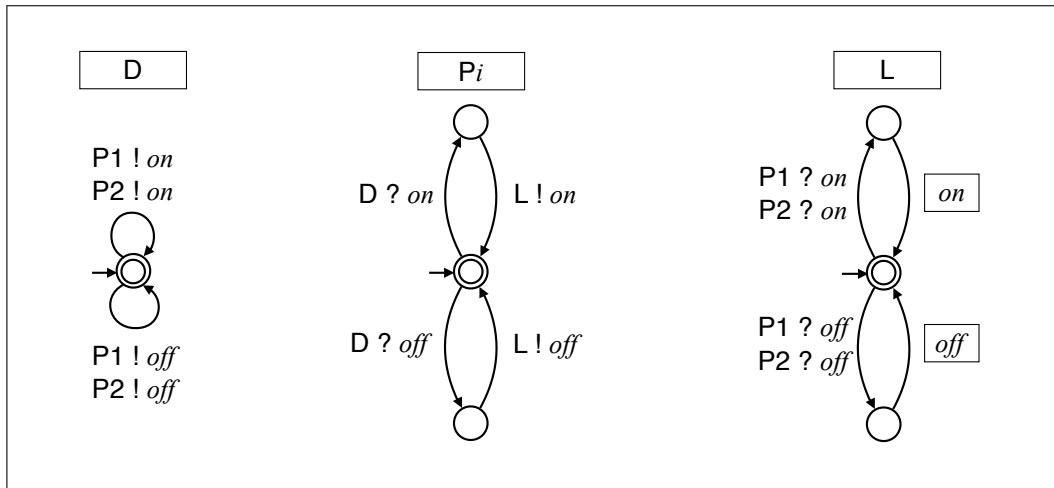 D
P1 ! on
P2 ! on
P1 ! off
P2 ! off
Pi
D ? on
L ! on
D ? off
L ! off
L
P1 ? on
P2 ? on
on
P1 ? off
P2 ? off
off